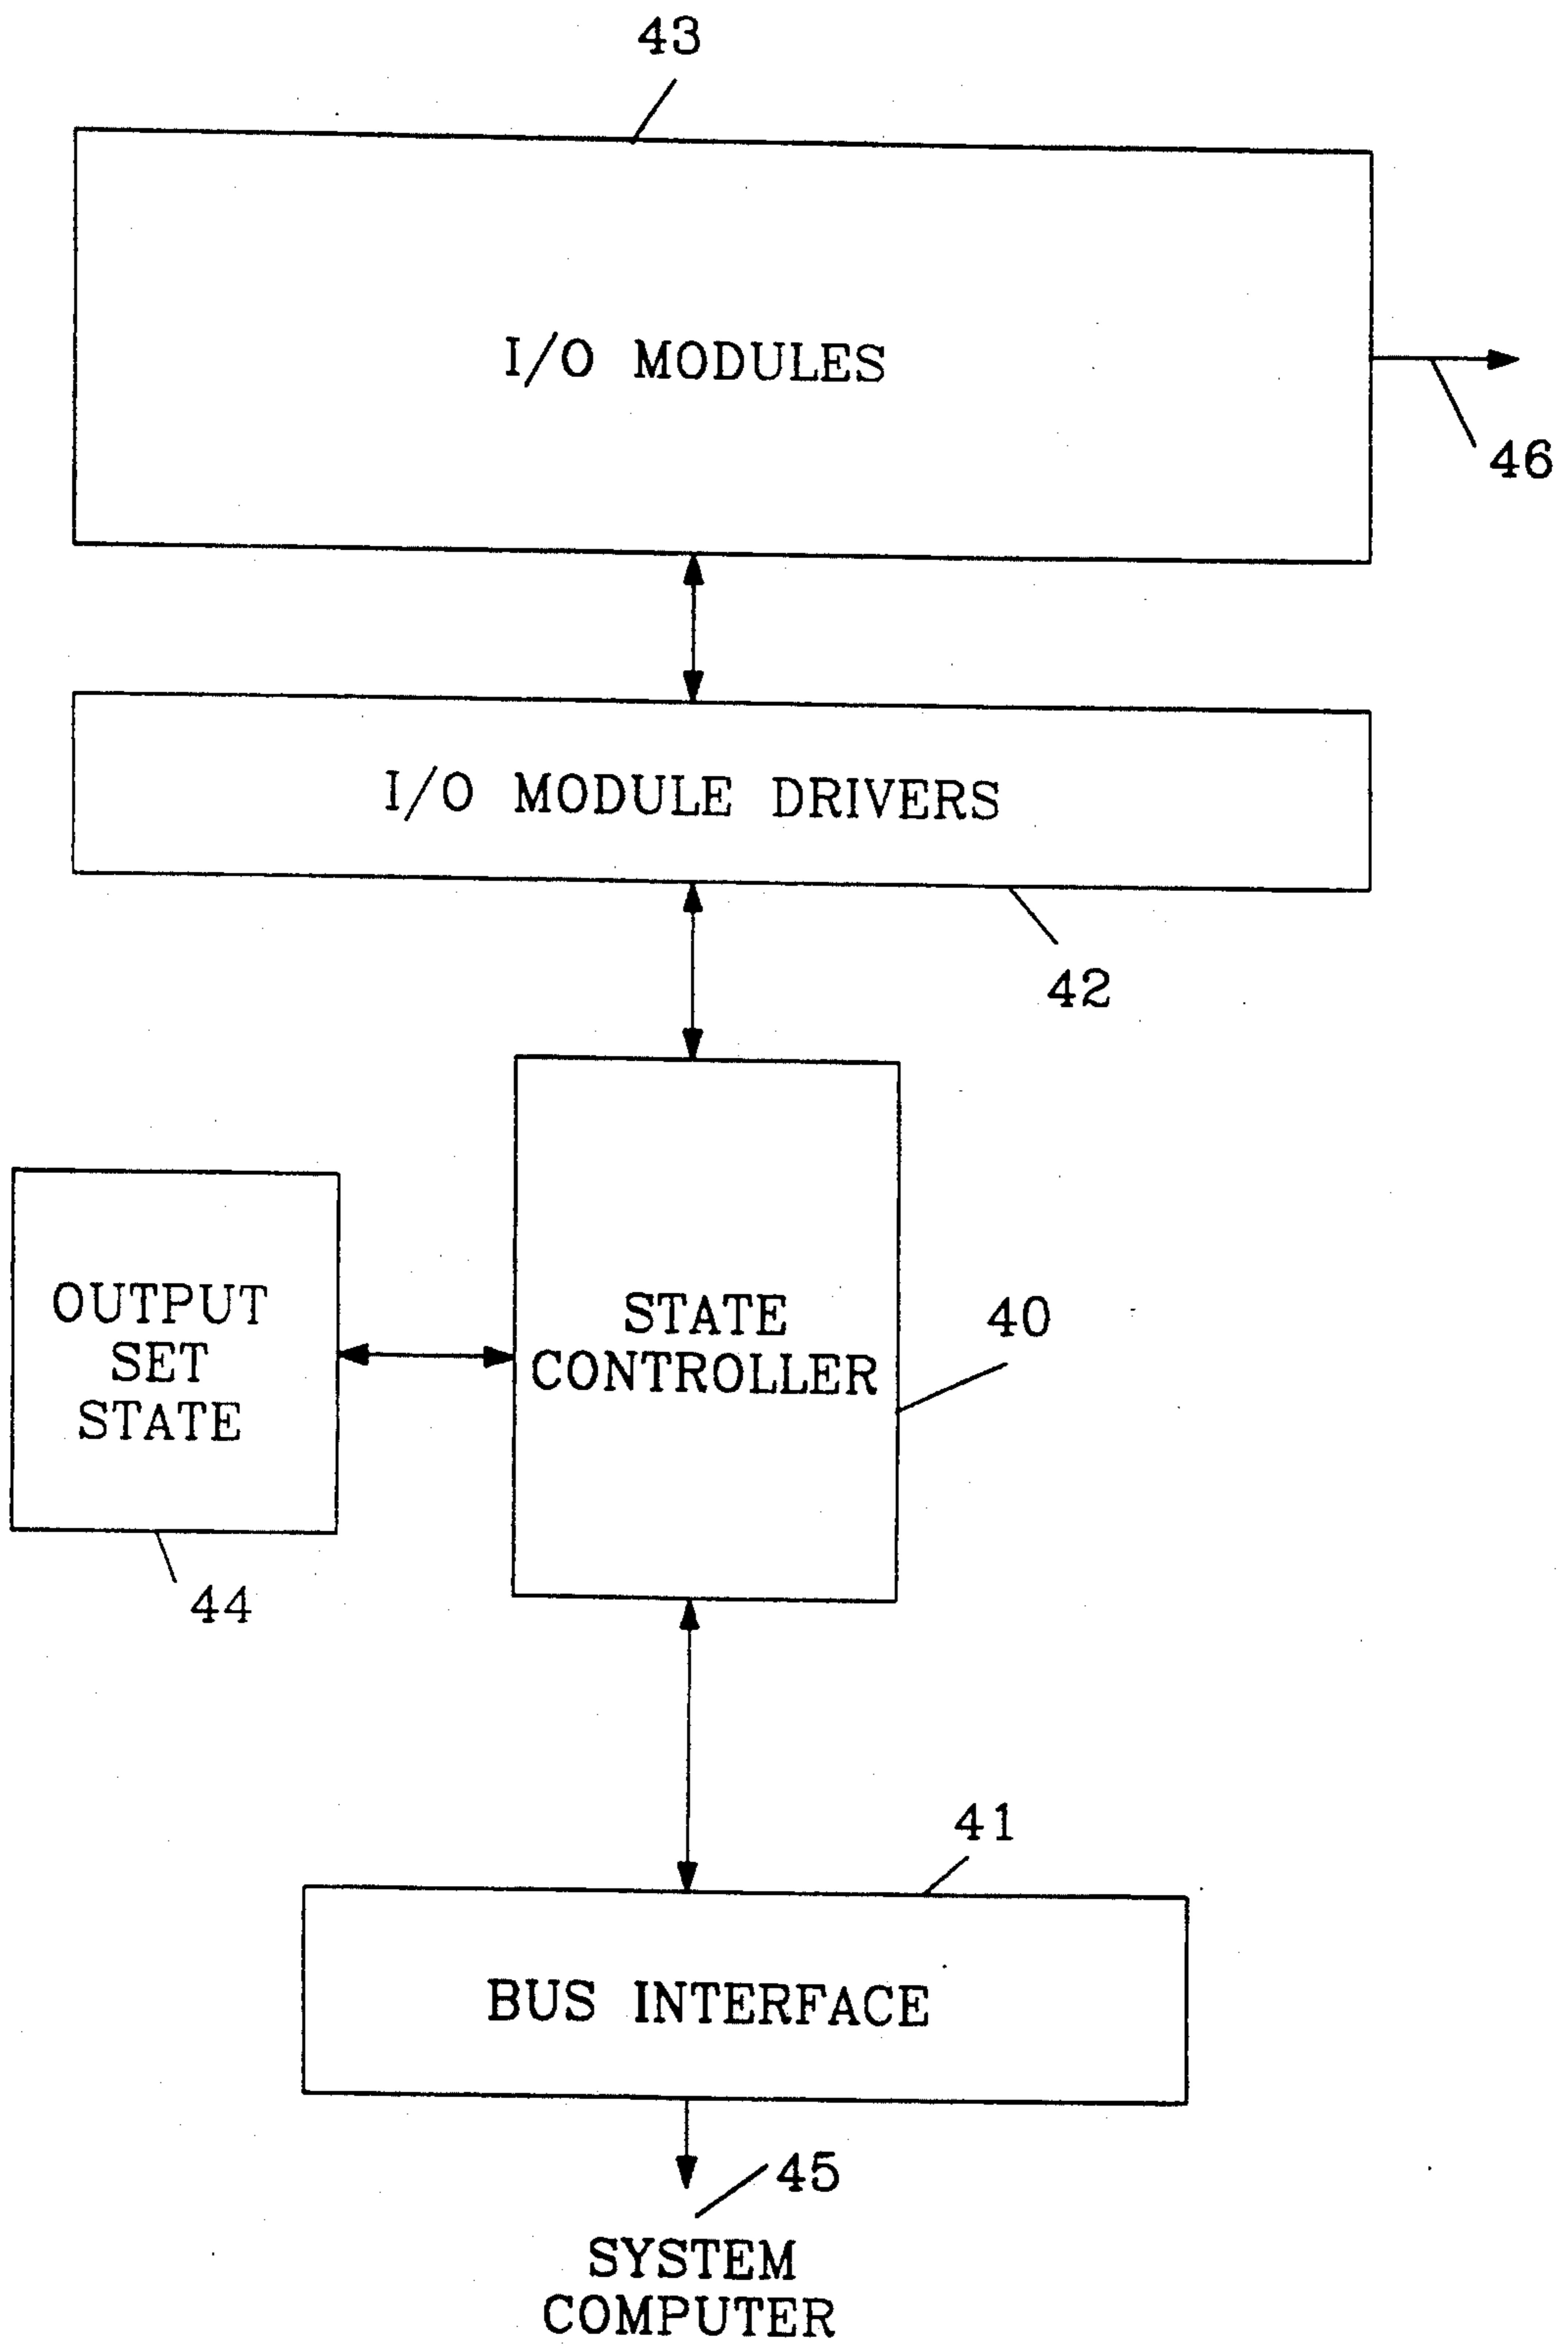 43
I/O MODULES
46
I/O MODULE DRIVERS
42
OUTPUT
SET
STATE
44
STATE
CONTROLLER
40
41
BUS INTERFACE
45
SYSTEM
COMPUTER